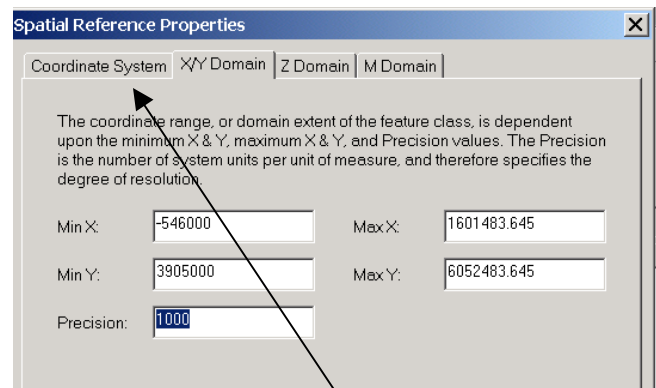 Spatial Reference Properties
Coordinate System X/Y Domain Z Domain M Domain
The coordinate range, or domain extent of the feature class, is dependent
upon the minimum X & Y, maximum X & Y, and Precision values. The Precision
is the number of system units per unit of measure, and therefore specifies the
degree of resolution.
Min X: -546000 Max X: 1601483.645
Min Y: 3905000 Max Y: 6052483.645
Precision: 1000